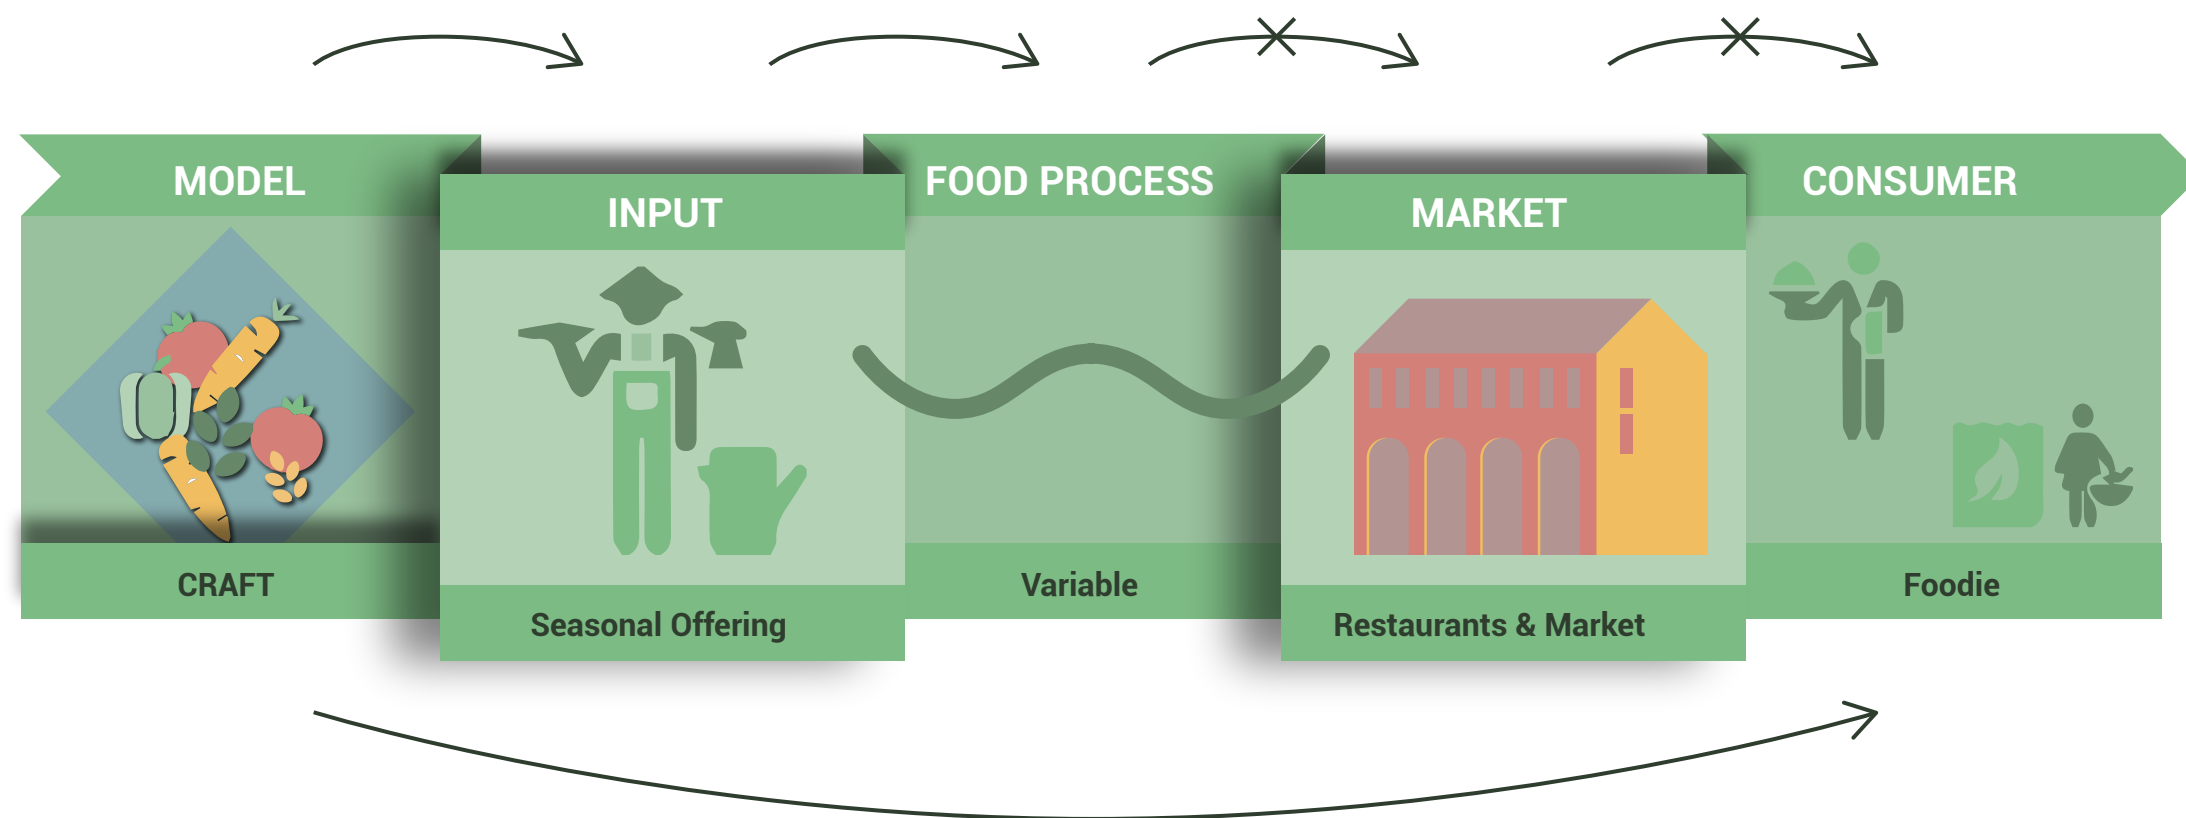 MODEL
INPUT
FOOD PROCESS
MARKET
CONSUMER
CRAFT
Seasonal Offering
Variable
Restaurants & Market
Foodie